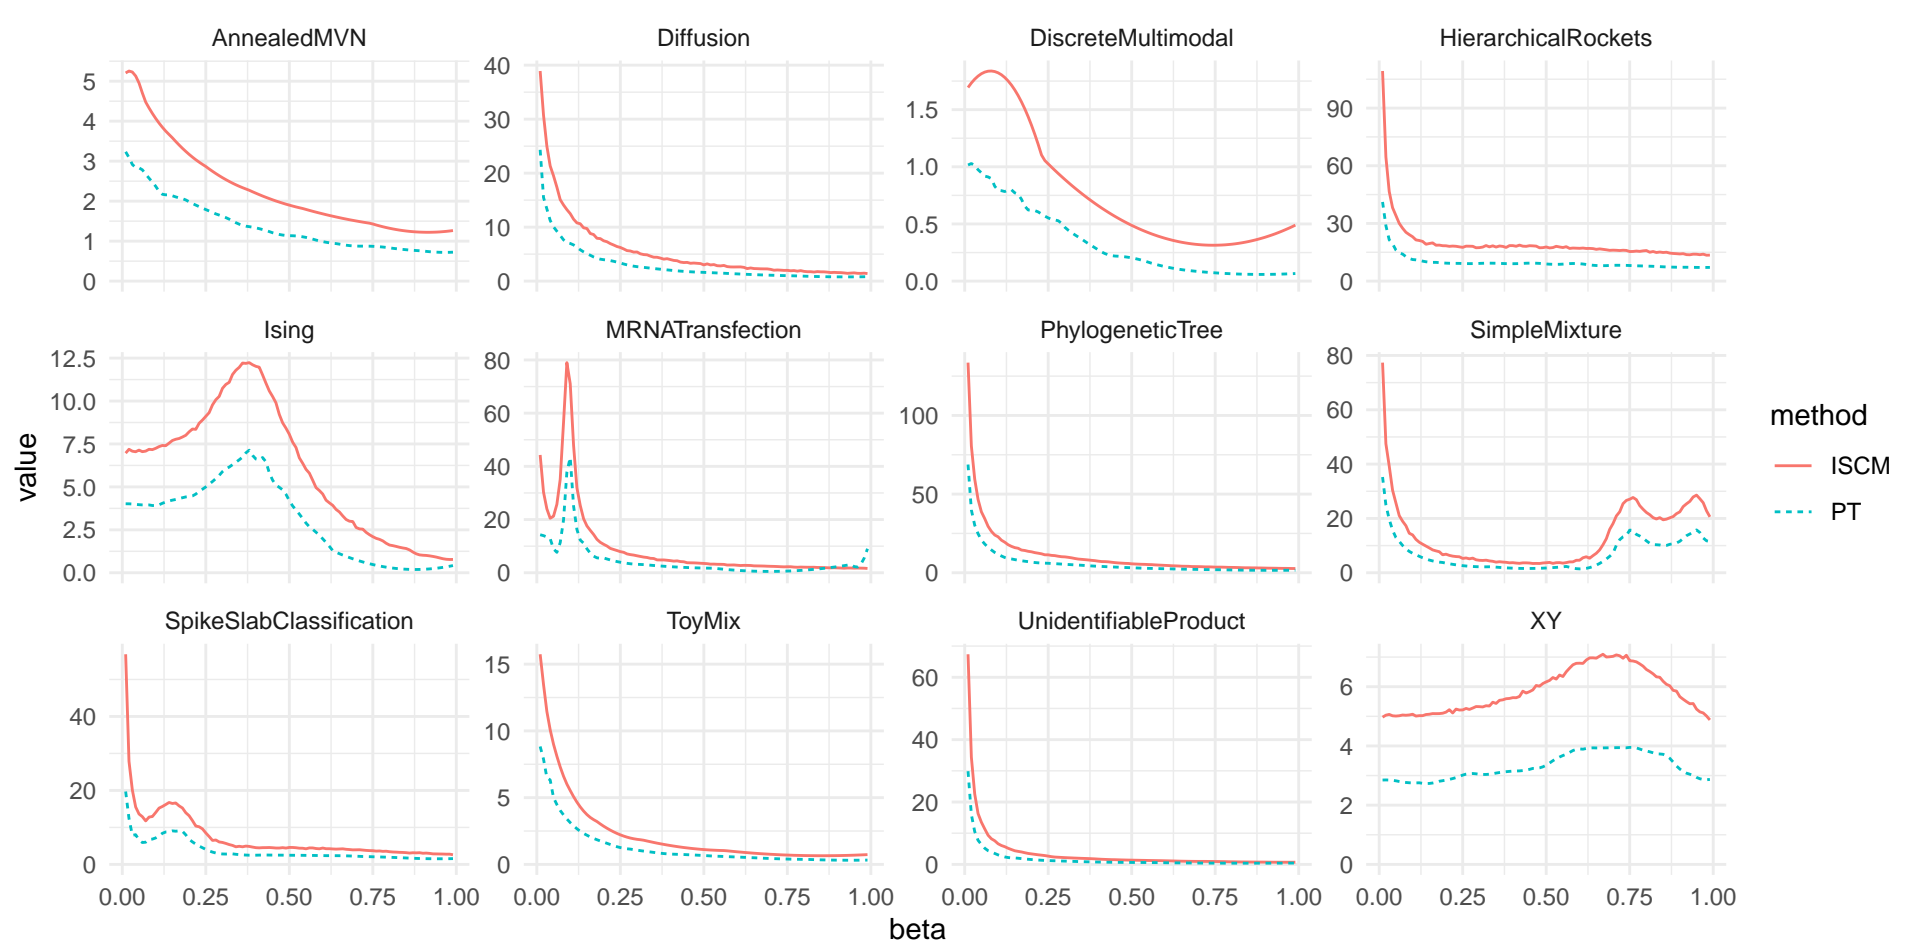 AnnealedMVN
Diffusion
DiscreteMultimodal
HierarchicalRockets
5
4
3
2
1
0
40
30
20
10
0
1.5
1.0
0.5
0.0
90
60
30
0
Ising
MRNATransfection
PhylogeneticTree
SimpleMixture
12.5
10.0
7.5
5.0
2.5
0.0
80
60
40
20
0
100
50
0
80
60
40
20
0
SpikeSlabClassification
ToyMix
UnidentifiableProduct
XY
40
20
0
15
10
5
0
60
40
20
0
6
4
2
0
0.00 0.25 0.50 0.75 1.00
0.00 0.25 0.50 0.75 1.00
0.00 0.25 0.50 0.75 1.00
0.00 0.25 0.50 0.75 1.00
beta
value
method
ISCM
PT